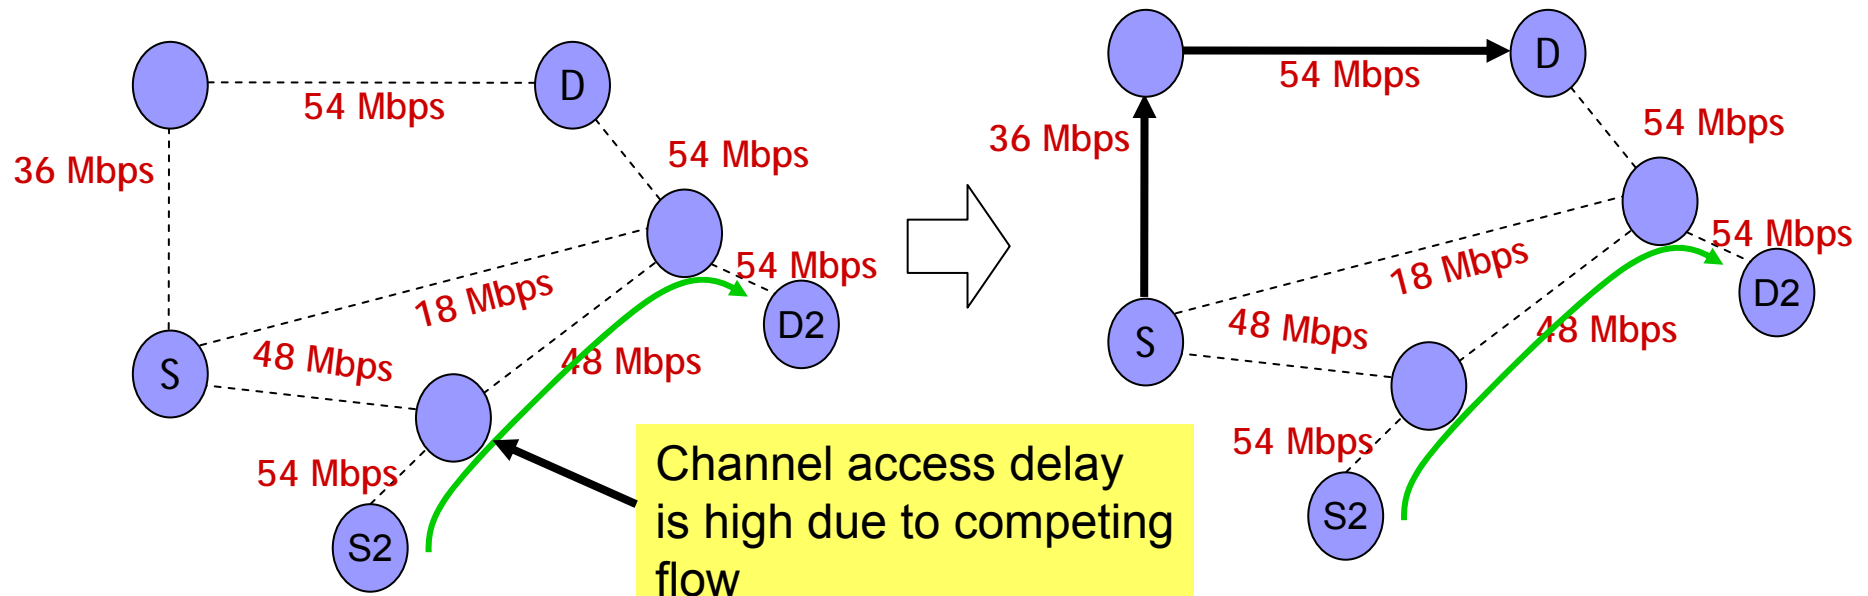 D
54 Mbps
36 Mbps
54 Mbps
54 Mbps
18 Mbps
D2
S
48 Mbps
48 Mbps
54 Mbps
S2
Channel access delay
is high due to competing
flow
D
54 Mbps
36 Mbps
54 Mbps
54 Mbps
18 Mbps
D2
S
48 Mbps
48 Mbps
54 Mbps
S2